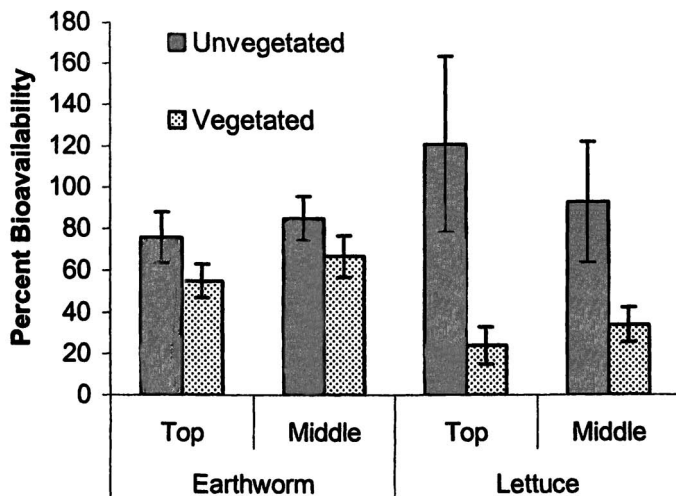 Percent Bioavailability
180
160
140
120
100
80
60
40
20
0
Unvegetated
Vegetated
Top Middle Top Middle
Earthworm Lettuce